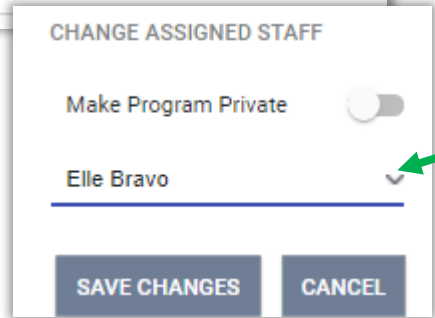 CHANGE ASSIGNED STAFF
Make Program Private
Elle Bravo
SAVE CHANGES CANCEL